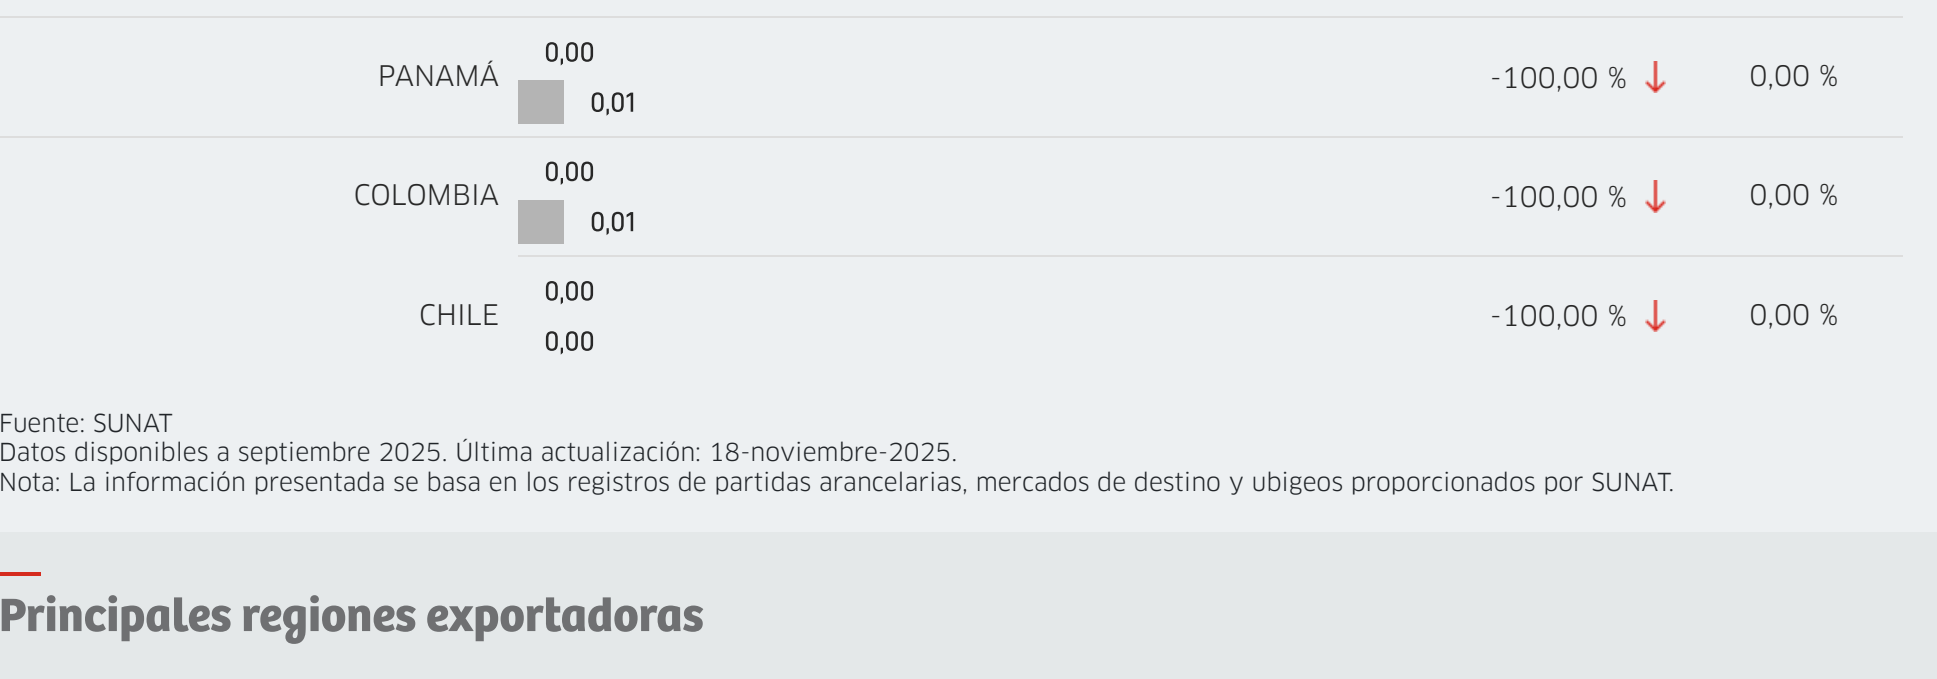 0,00
PANAMÁ -100,00 % 0,00 %
0,01
0,00
COLOMBIA -100,00 % 0,00 %
0,01
0,00
CHILE -100,00 % 0,00 %
0,00
Fuente: SUNAT
Datos disponibles a septiembre 2025. Última actualización: 18-noviembre-2025.
Nota: La información presentada se basa en los registros de partidas arancelarias, mercados de destino y ubigeos proporcionados por SUNAT.
Principales regiones exportadoras